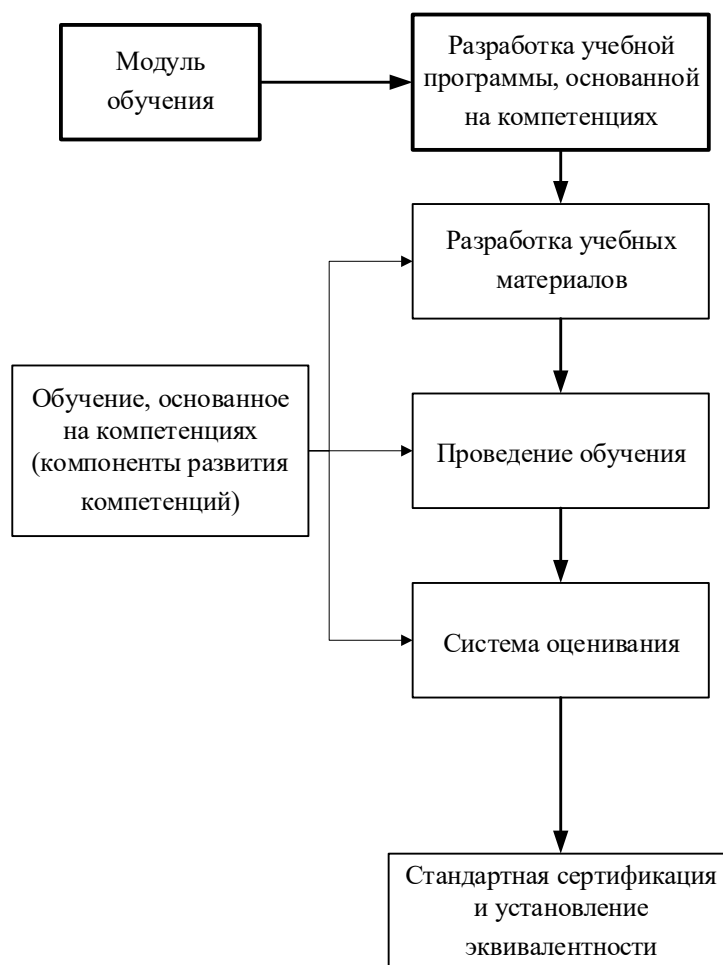 Модуль
обучения
Разработка учебной
программы, основанной
на компетенциях
Разработка учебных
материалов
Обучение, основанное
на компетенциях
(компоненты развития
компетенций)
Проведение обучения
Система оценивания
Стандартная сертификация
и установление
эквивалентности